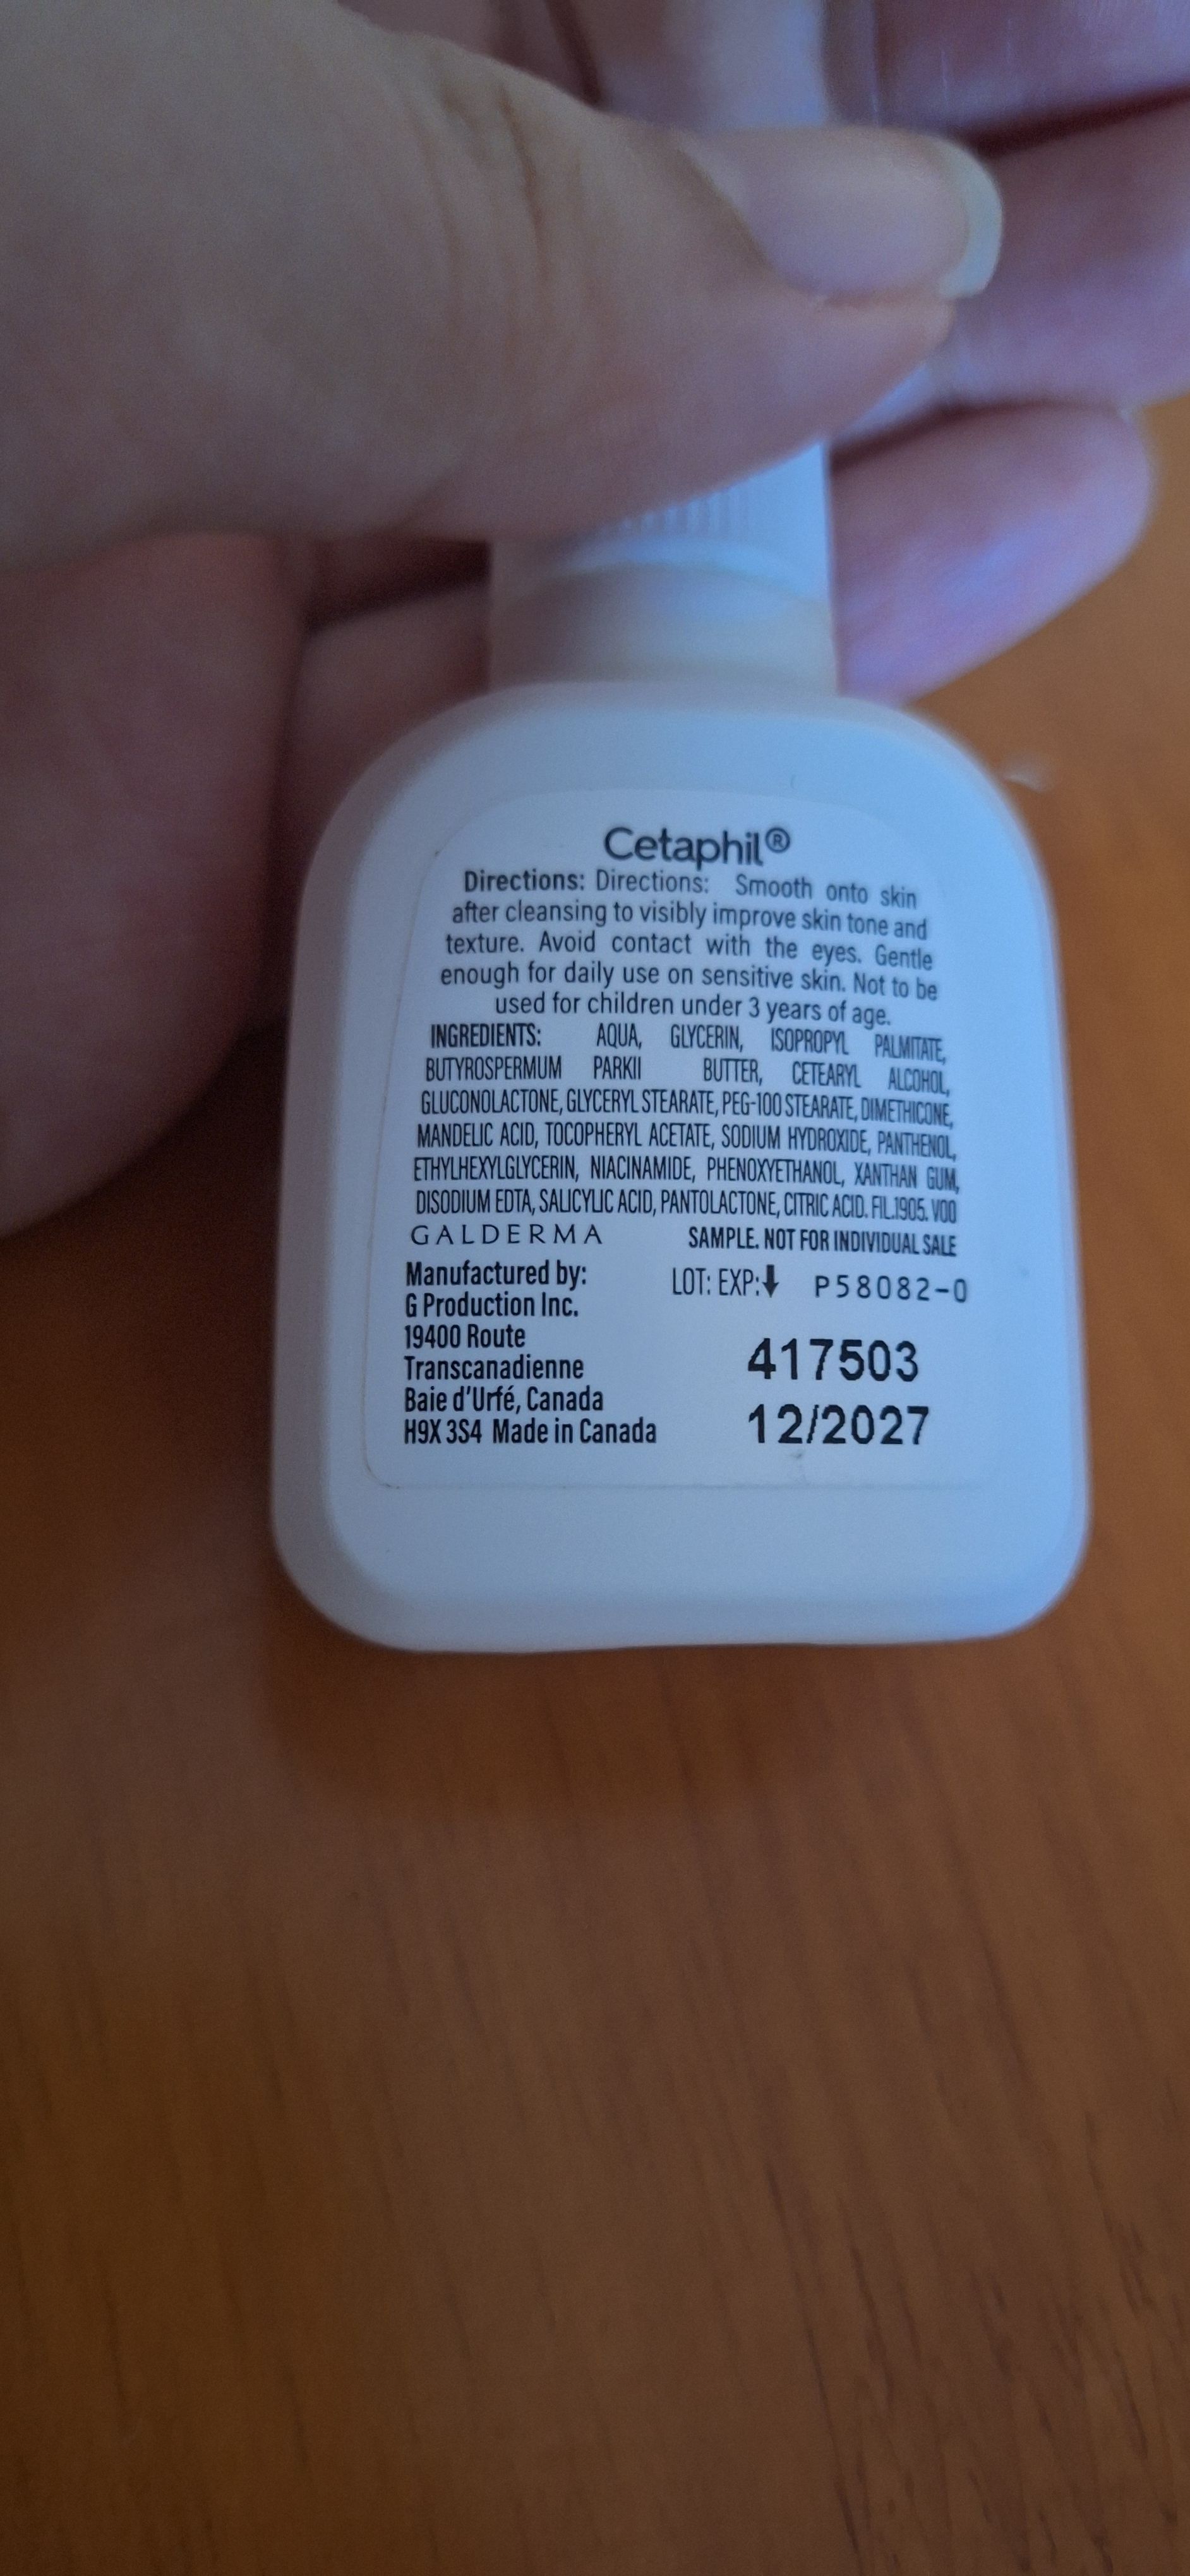 Cetaphil®
Directions: Directions: Smooth onto skin
after cleansing to visibly improve skin tone and
texture. Avoid contact with the eyes. Gentle
enough for daily use on sensitive skin. Not to be
used for children under 3 years of age.
INGREDIENTS: AQUA, GLYCERIN, ISOPROPYL PALMITATE,
BUTYROSPERMUM PARKII BUTTER, CETEARYL ALCOHOL,
GLUCONOLACTONE, GLYCERYL STEARATE, PEG-100 STEARATE, DIMETHICONE,
MANDELIC ACID, TOCOPHERYL ACETATE, SODIUM HYDROXIDE, PANTHENOL,
ETHYLHEXYLGLYCERIN, NIACINAMIDE, PHENOXYETHANOL, XANTHAN GUM,
DISODIUM EDTA, SALICYLIC ACID, PANTOLACTONE, CITRIC ACID. FIL.1905. V00
GALDERMA SAMPLE. NOT FOR INDIVIDUAL SALE
Manufactured by: LOT: EXP:⬇ P58082-0
G Production Inc.
19400 Route
Transcanadienne 417503
Baie d'Urfé, Canada
H9X 3S4 Made in Canada 12/2027